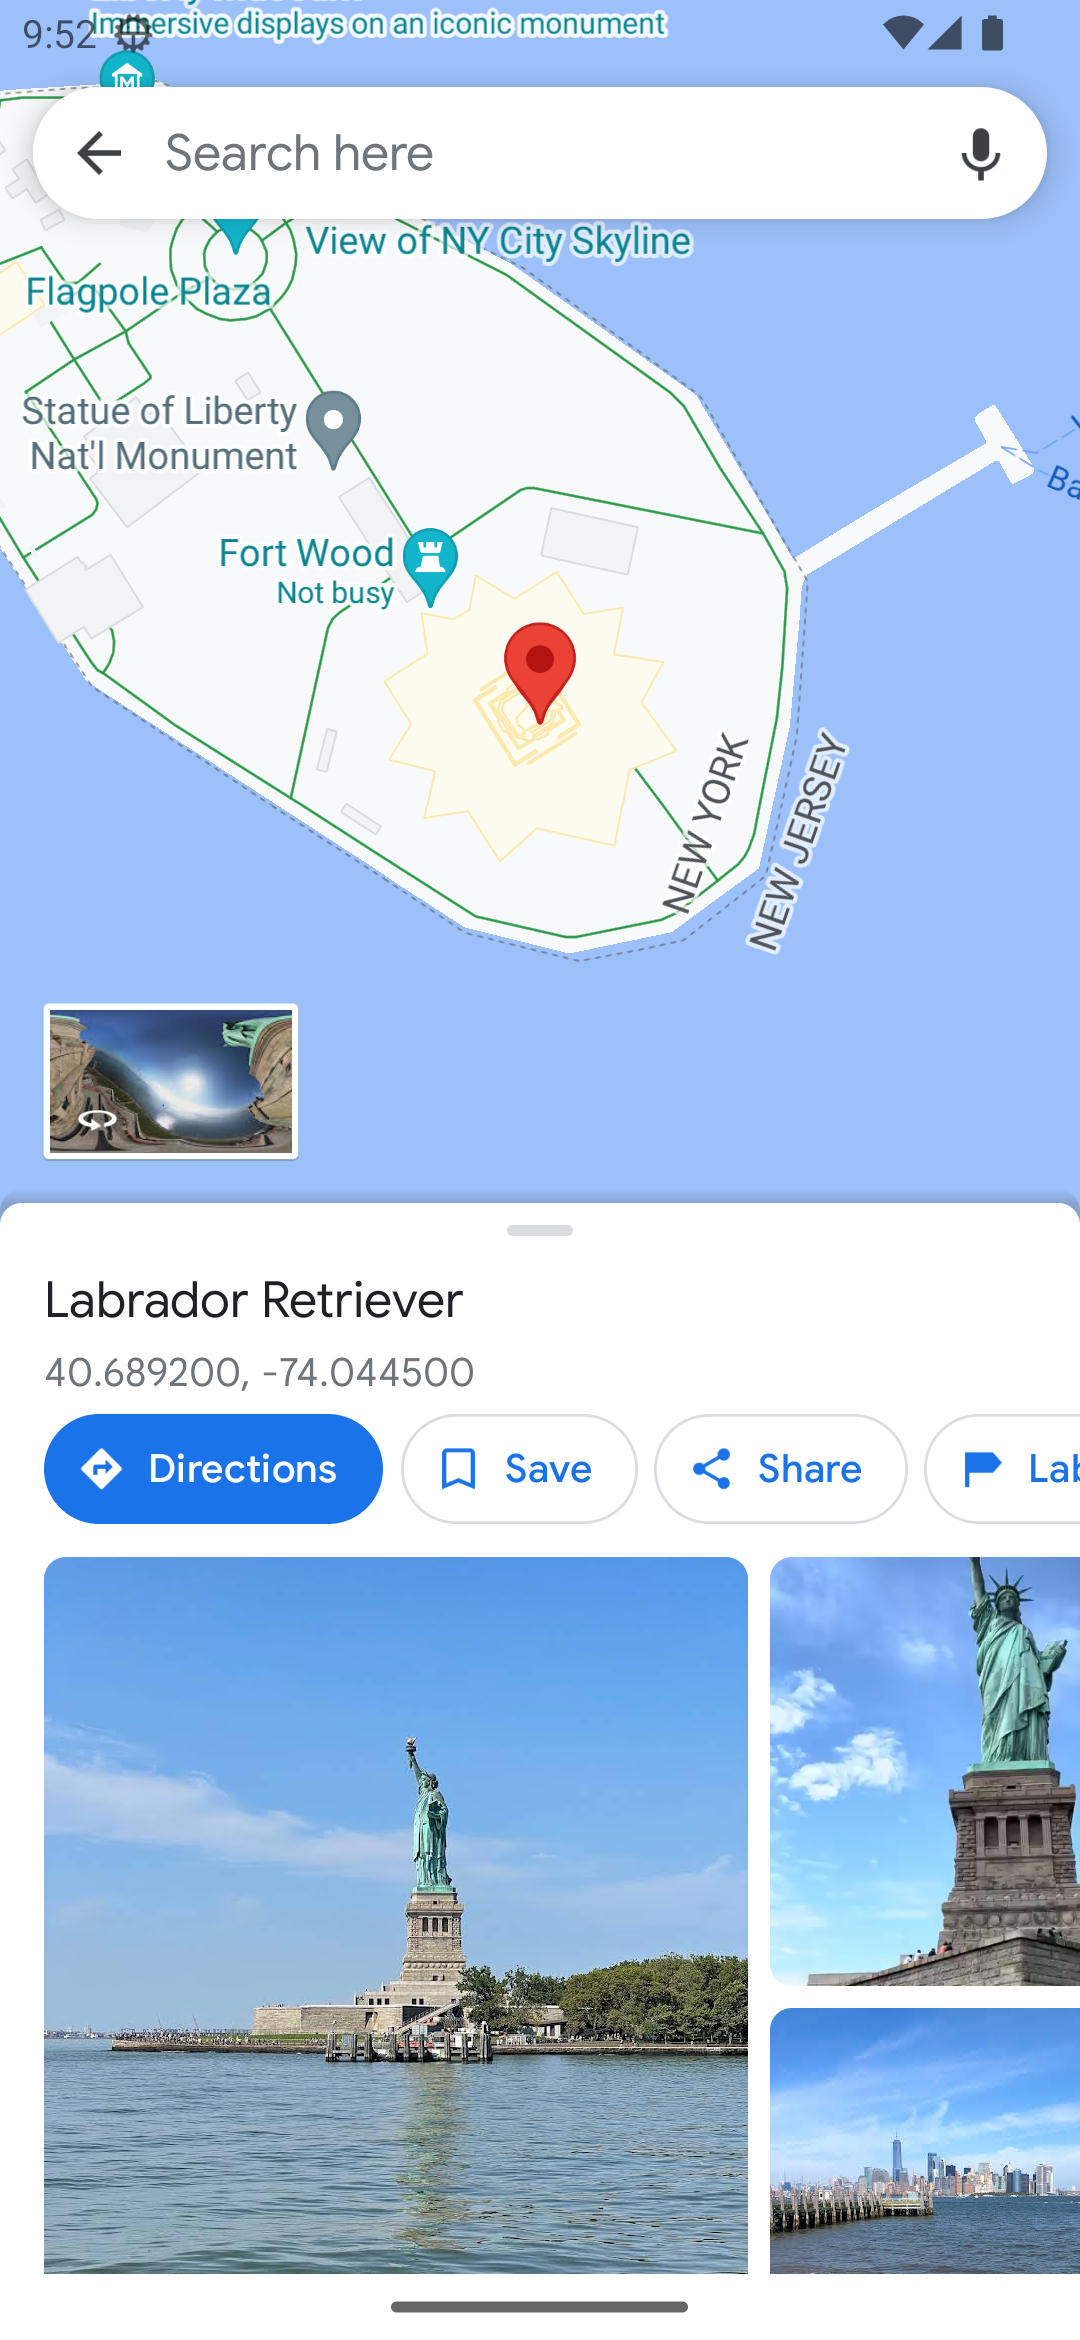 Immersive displays on an iconic monument
9:52
Search here
View of NY City Skyline
Flagpole Plaza
Statue of Liberty
Nat'l Monument
Fort Wood
Not busy
NEW YORK
NEW JERSEY
Labrador Retriever
40.689200, -74.044500
Directions
Save
Share